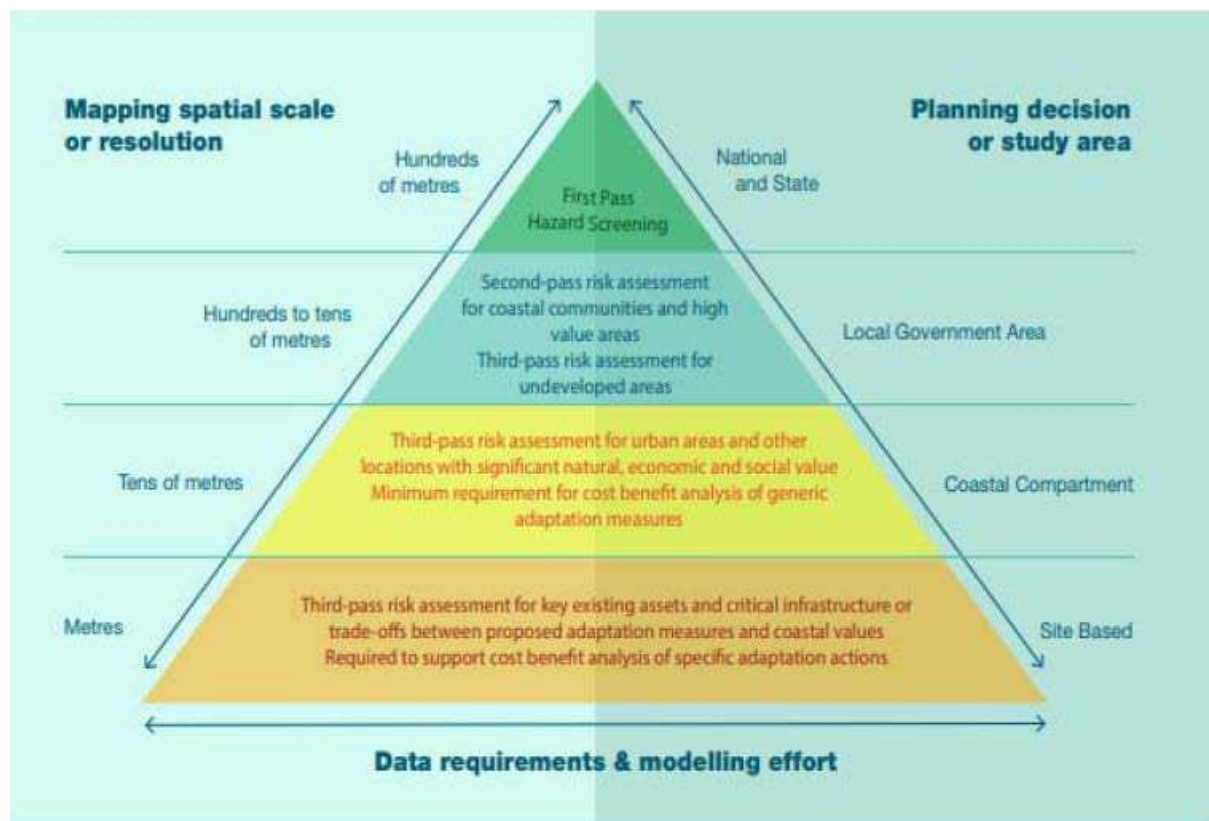 Mapping spatial scale
or resolution
Planning decision
or study area
Hundreds
of metres
National
and State
First Pass
Hazard Screening
Hundreds to tens
of metres
Second-pass risk assessment
for coastal communities and high
value areas
Third-pass risk assessment for
undeveloped areas
Local Government Area
Tens of metres
Third-pass risk assessment for urban areas and other
locations with significant natural, economic and social value
Minimum requirement for cost benefit analysis of generic
adaptation measures
Coastal Compartment
Metres
Third-pass risk assessment for key existing assets and critical infrastructure or
trade-offs between proposed adaptation measures and coastal values
Required to support cost benefit analysis of specific adaptation actions
Site Based
Data requirements & modelling effort